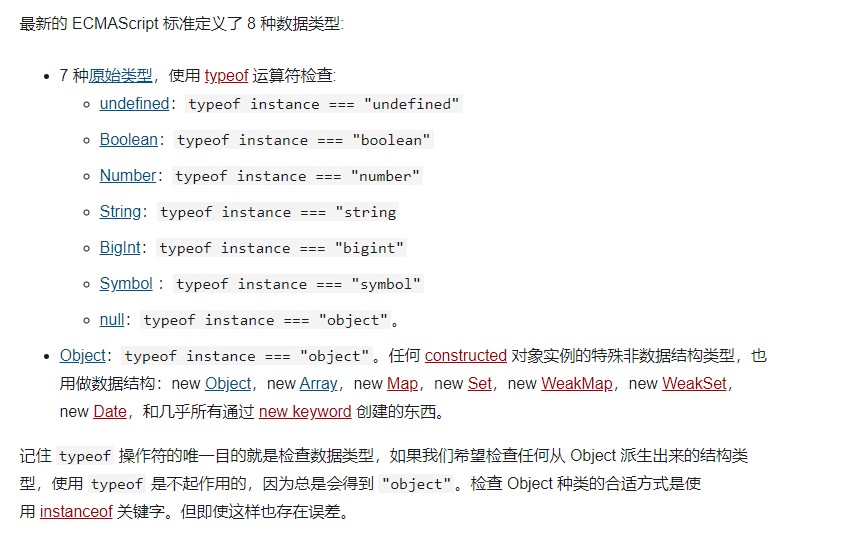 最新的 ECMAScript 标准定义了 8 种数据类型:
7 种原始类型，使用 typeof 运算符检查:
undefined：typeof instance === "undefined"
Boolean：typeof instance === "boolean"
Number：typeof instance === "number"
String：typeof instance === "string
BigInt：typeof instance === "bigint"
Symbol ：typeof instance === "symbol"
null：typeof instance === "object"。
Object：typeof instance === "object"。任何 constructed 对象实例的特殊非数据结构类型，也
用做数据结构：new Object，new Array，new Map，new Set，new WeakMap，new WeakSet，
new Date，和几乎所有通过 new keyword 创建的东西。
记住 typeof 操作符的唯一目的就是检查数据类型，如果我们希望检查任何从 Object 派生出来的结构类
型，使用 typeof 是不起作用的，因为总是会得到 "object"。检查 Object 种类的合适方式是使
用 instanceof 关键字。但即使这样也存在误差。